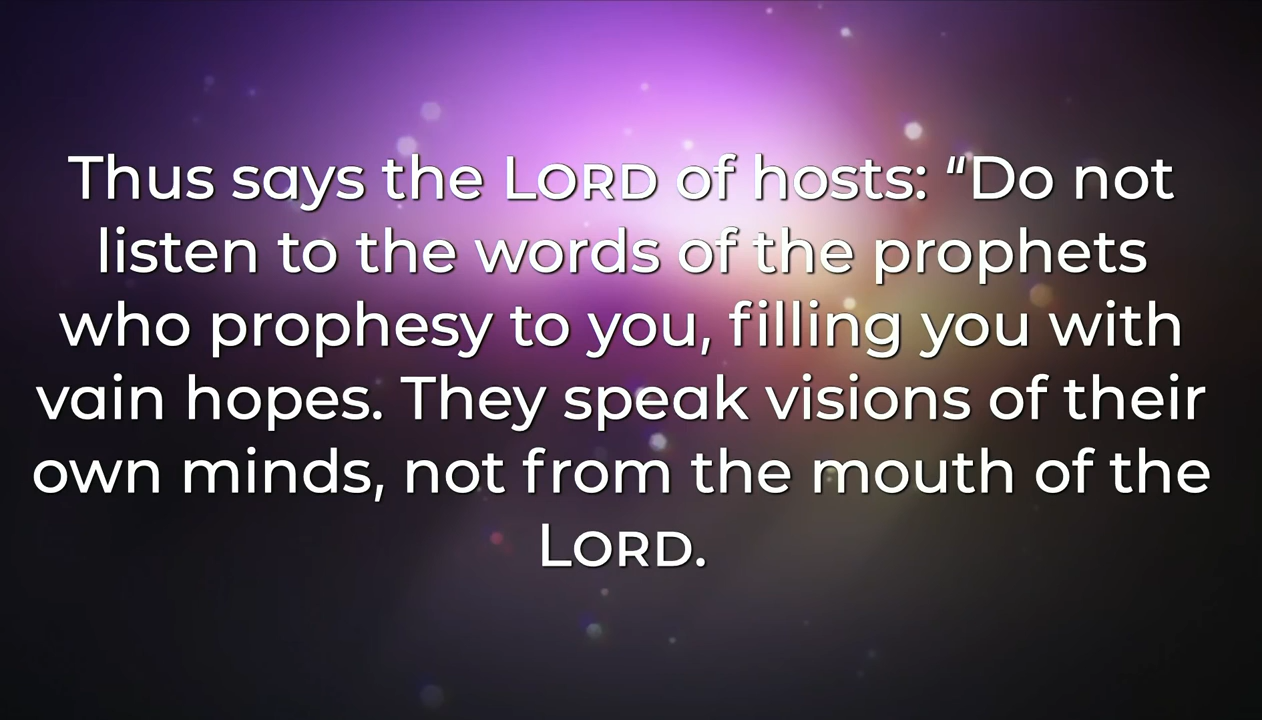 Thus says the LORD of hosts: “Do not
listen to the words of the prophets
who prophesy to you, filling you with
vain hopes. They speak visions of their
own minds, not from the mouth of the
LORD.